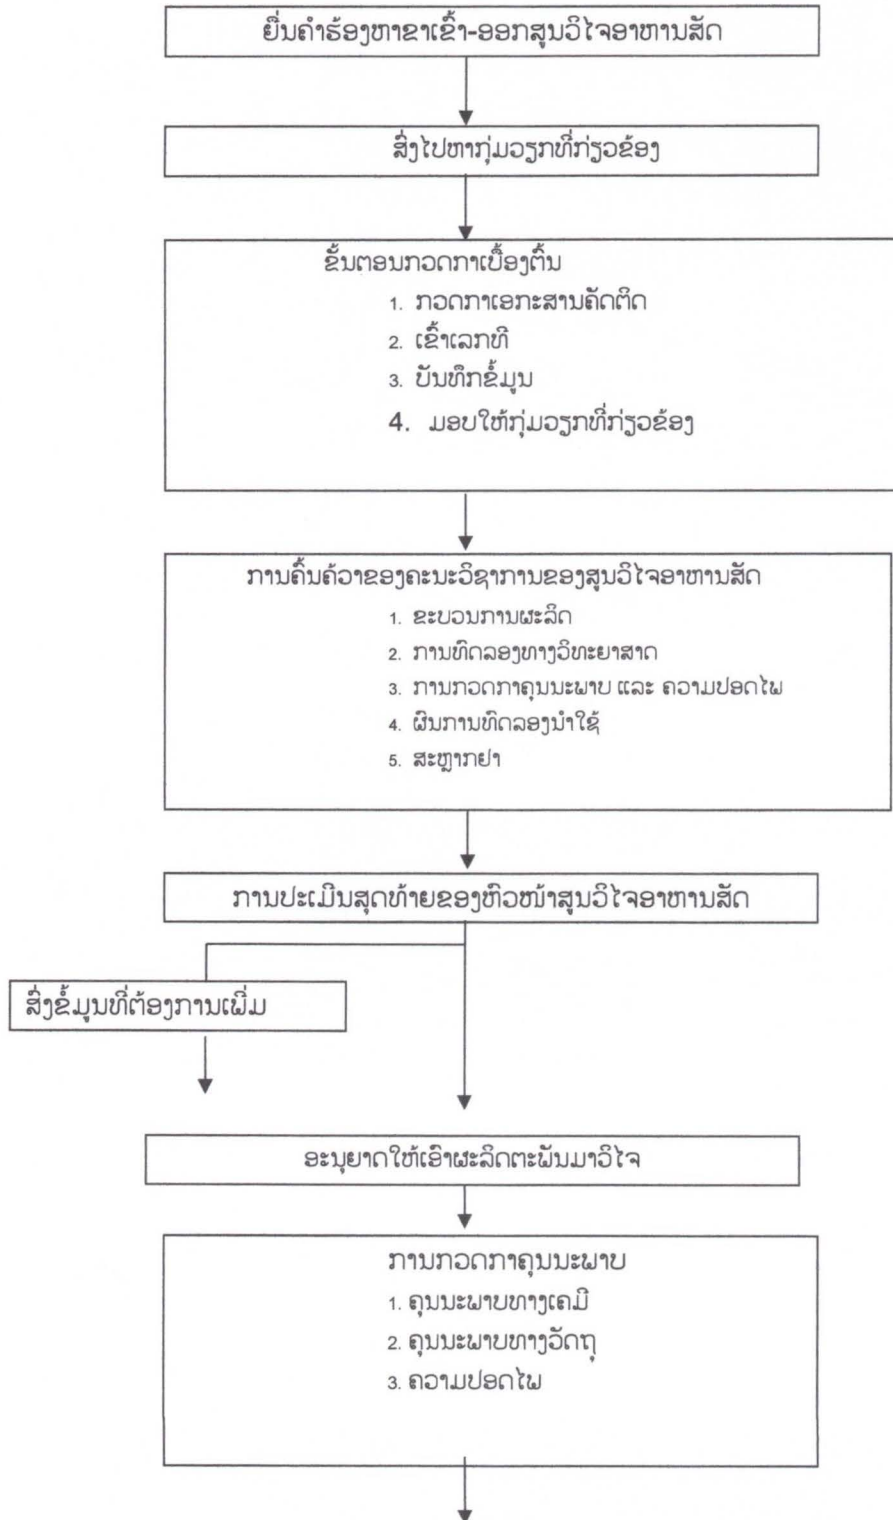 ຍື່ນຄຳຮ້ອງຫາຂາເຂົ້າ-ອອກສູນວິໄຈອາຫານສັດ
ສົ່ງໄປຫາກຸ່ມວຽກທີ່ກ່ຽວຂ້ອງ
ຂັ້ນຕອນກວດກາເບື້ອງຕົ້ນ
1. ກວດກາເອກະສານຄັດຕິດ
2. ເຂົ້າເລກທີ
3. ບັນທຶກຂໍ້ມູນ
4. ມອບໃຫ້ກຸ່ມວຽກທີ່ກ່ຽວຂ້ອງ
ການຄົ້ນຄ້ວາຂອງຄະນະວິຊາການຂອງສູນວິໄຈອາຫານສັດ
1. ຂະບວນການຜະລິດ
2. ການທົດລອງທາງວິທະຍາສາດ
3. ການກວດກາຄຸນນະພາບ ແລະ ຄວາມປອດໄພ
4. ຜົນການທົດລອງນຳໃຊ້
5. ສະຫຼາກຢາ
ການປະເມີນສຸດທ້າຍຂອງຫົວໜ້າສູນວິໄຈອາຫານສັດ
ສົ່ງຂໍ້ມູນທີ່ຕ້ອງການເພີ່ມ
ອະນຸຍາດໃຫ້ເອົາຜະລິດຕະພັນມາວິໄຈ
ການກວດກາຄຸນນະພາບ
1. ຄຸນນະພາບທາງເຄມີ
2. ຄຸນນະພາບທາງວັດຖຸ
3. ຄວາມປອດໄພ